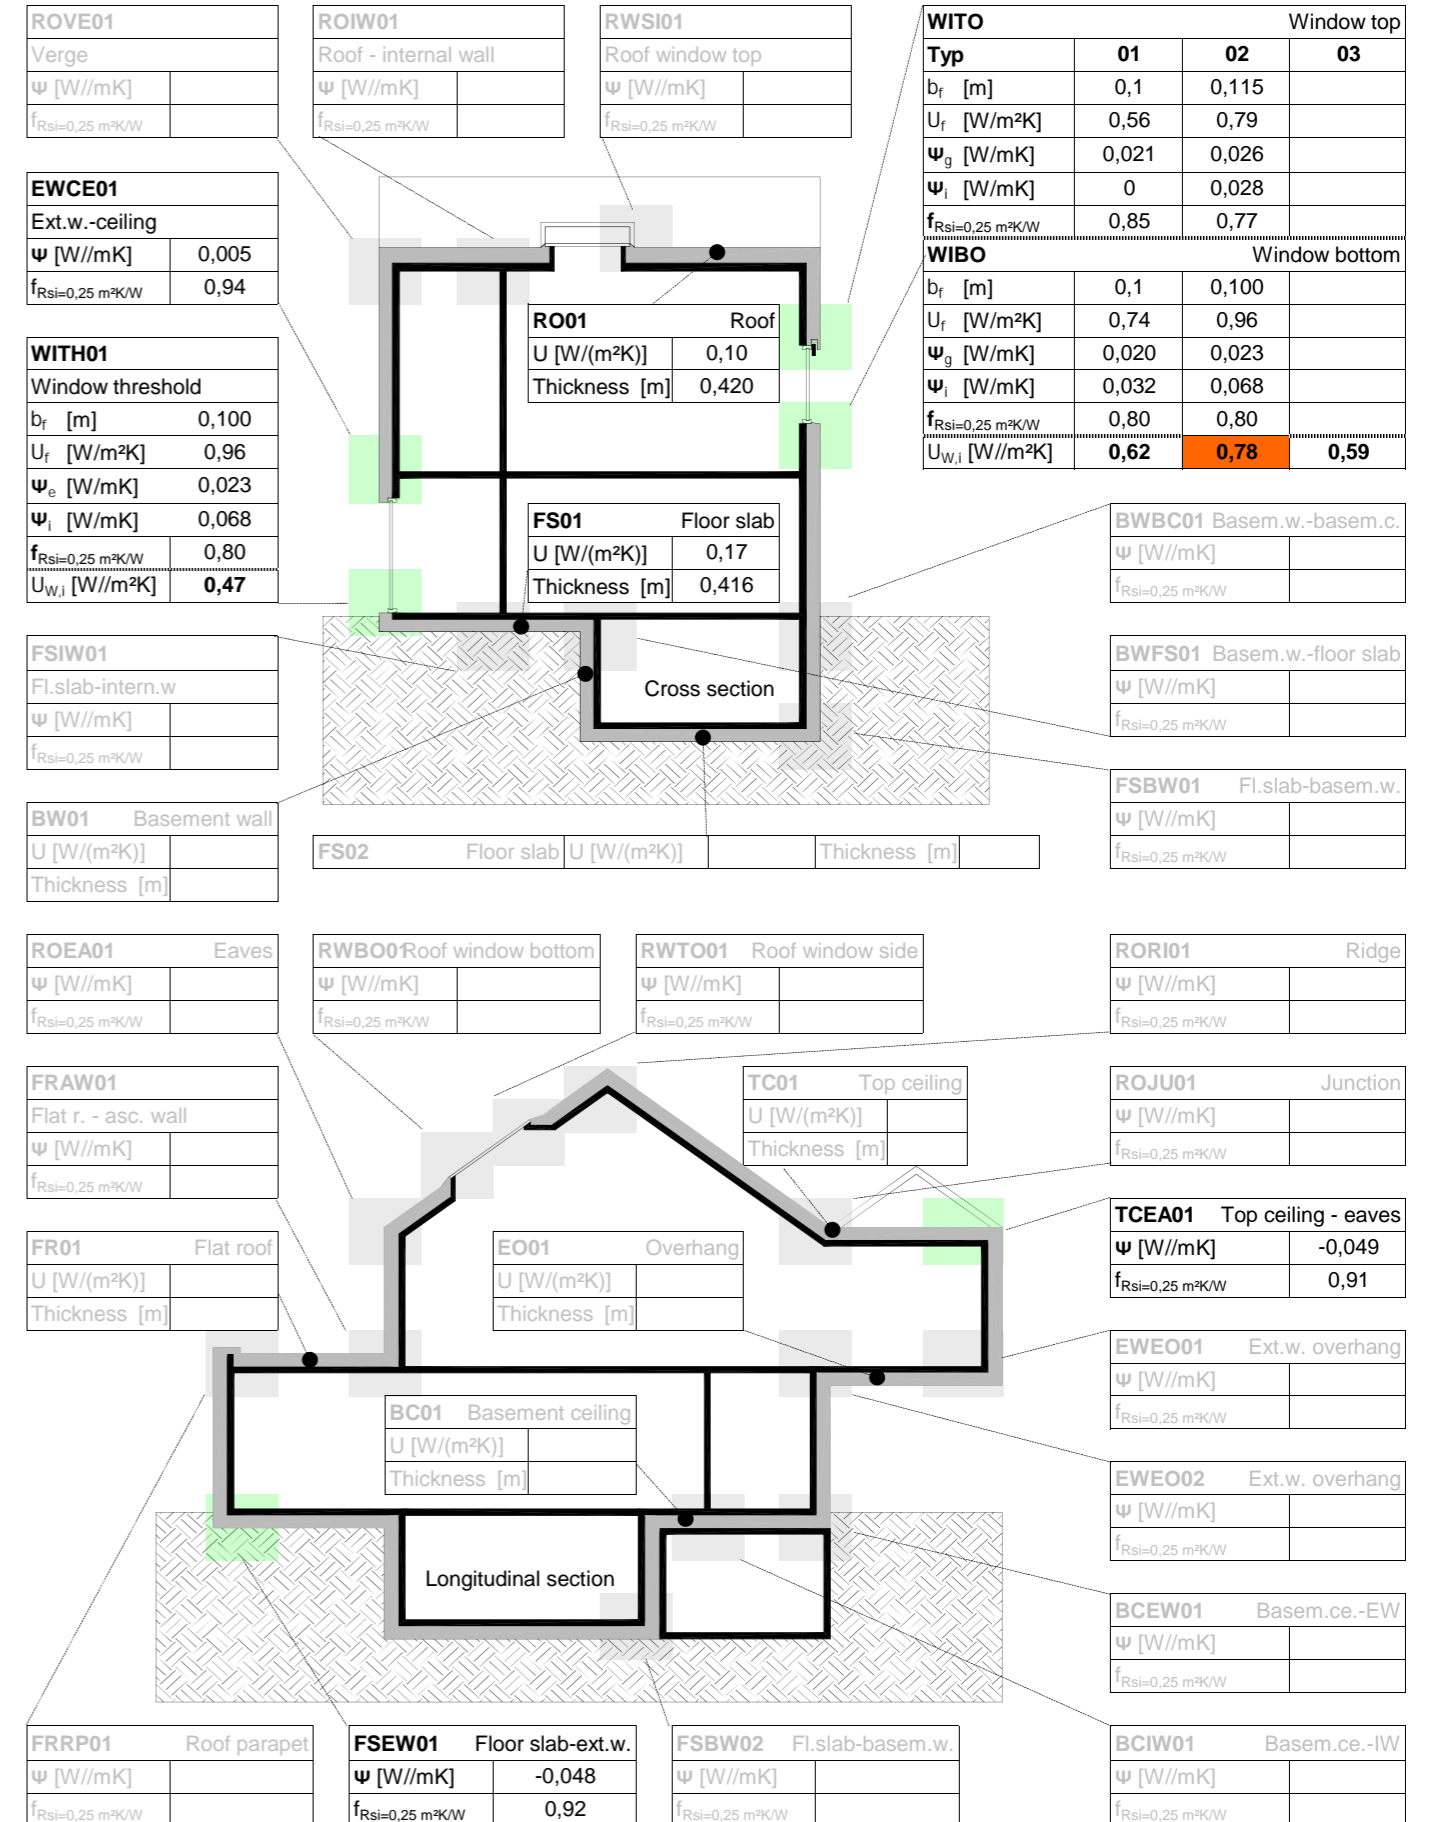 ROVE01
Verge
Ψ [W//mK]
fRsi=0,25 m²K/W
ROIW01
Roof - internal wall
Ψ [W//mK]
fRsi=0,25 m²K/W
RWSI01
Roof window top
Ψ [W//mK]
fRsi=0,25 m²K/W
WITO Window top
Typ 01 02 03
bf [m] 0,1 0,115
Uf [W/m²K] 0,56 0,79
Ψg [W/mK] 0,021 0,026
Ψi [W/mK] 0 0,028
fRsi=0,25 m²K/W 0,85 0,77
WIBO Window bottom
bf [m] 0,1 0,100
Uf [W/m²K] 0,74 0,96
Ψg [W/mK] 0,020 0,023
Ψi [W/mK] 0,032 0,068
fRsi=0,25 m²K/W 0,80 0,80
UW,i [W//m²K] 0,62 0,78 0,59
EWCE01
Ext.w.-ceiling
Ψ [W//mK] 0,005
fRsi=0,25 m²K/W 0,94
RO01 Roof
U [W/(m²K)] 0,10
Thickness [m] 0,420
WITH01
Window threshold
bf [m] 0,100
Uf [W/m²K] 0,96
Ψe [W/mK] 0,023
Ψi [W/mK] 0,068
fRsi=0,25 m²K/W 0,80
UW,i [W//m²K] 0,47
FS01 Floor slab
U [W/(m²K)] 0,17
Thickness [m] 0,416
BWBC01 Basem.w.-basem.c.
Ψ [W//mK]
fRsi=0,25 m²K/W
FSIW01
Fl.slab-intern.w
Ψ [W//mK]
fRsi=0,25 m²K/W
Cross section
BWFS01 Basem.w.-floor slab
Ψ [W//mK]
fRsi=0,25 m²K/W
FSBW01 Fl.slab-basem.w.
Ψ [W//mK]
fRsi=0,25 m²K/W
BW01 Basement wall
U [W/(m²K)]
Thickness [m]
FS02 Floor slab U [W/(m²K)] Thickness [m]
ROEA01 Eaves
Ψ [W//mK]
fRsi=0,25 m²K/W
RWBO01 Roof window bottom
Ψ [W//mK]
fRsi=0,25 m²K/W
RWTO01 Roof window side
Ψ [W//mK]
fRsi=0,25 m²K/W
RORI01 Ridge
Ψ [W//mK]
fRsi=0,25 m²K/W
FRAW01
Flat r. - asc. wall
Ψ [W//mK]
fRsi=0,25 m²K/W
TC01 Top ceiling
U [W/(m²K)]
Thickness [m]
ROJU01 Junction
Ψ [W//mK]
fRsi=0,25 m²K/W
TCEA01 Top ceiling - eaves
Ψ [W//mK] -0,049
fRsi=0,25 m²K/W 0,91
FR01 Flat roof
U [W/(m²K)]
Thickness [m]
EO01 Overhang
U [W/(m²K)]
Thickness [m]
EWEO01 Ext.w. overhang
Ψ [W//mK]
fRsi=0,25 m²K/W
BC01 Basement ceiling
U [W/(m²K)]
Thickness [m]
EWEO02 Ext.w. overhang
Ψ [W//mK]
fRsi=0,25 m²K/W
Longitudinal section
BCEW01 Basem.ce.-EW
Ψ [W//mK]
fRsi=0,25 m²K/W
FRRP01 Roof parapet
Ψ [W//mK]
fRsi=0,25 m²K/W
FSEW01 Floor slab-ext.w.
Ψ [W//mK] -0,048
fRsi=0,25 m²K/W 0,92
FSBW02 Fl.slab-basem.w.
Ψ [W//mK]
fRsi=0,25 m²K/W
BCIW01 Basem.ce.-IW
Ψ [W//mK]
fRsi=0,25 m²K/W